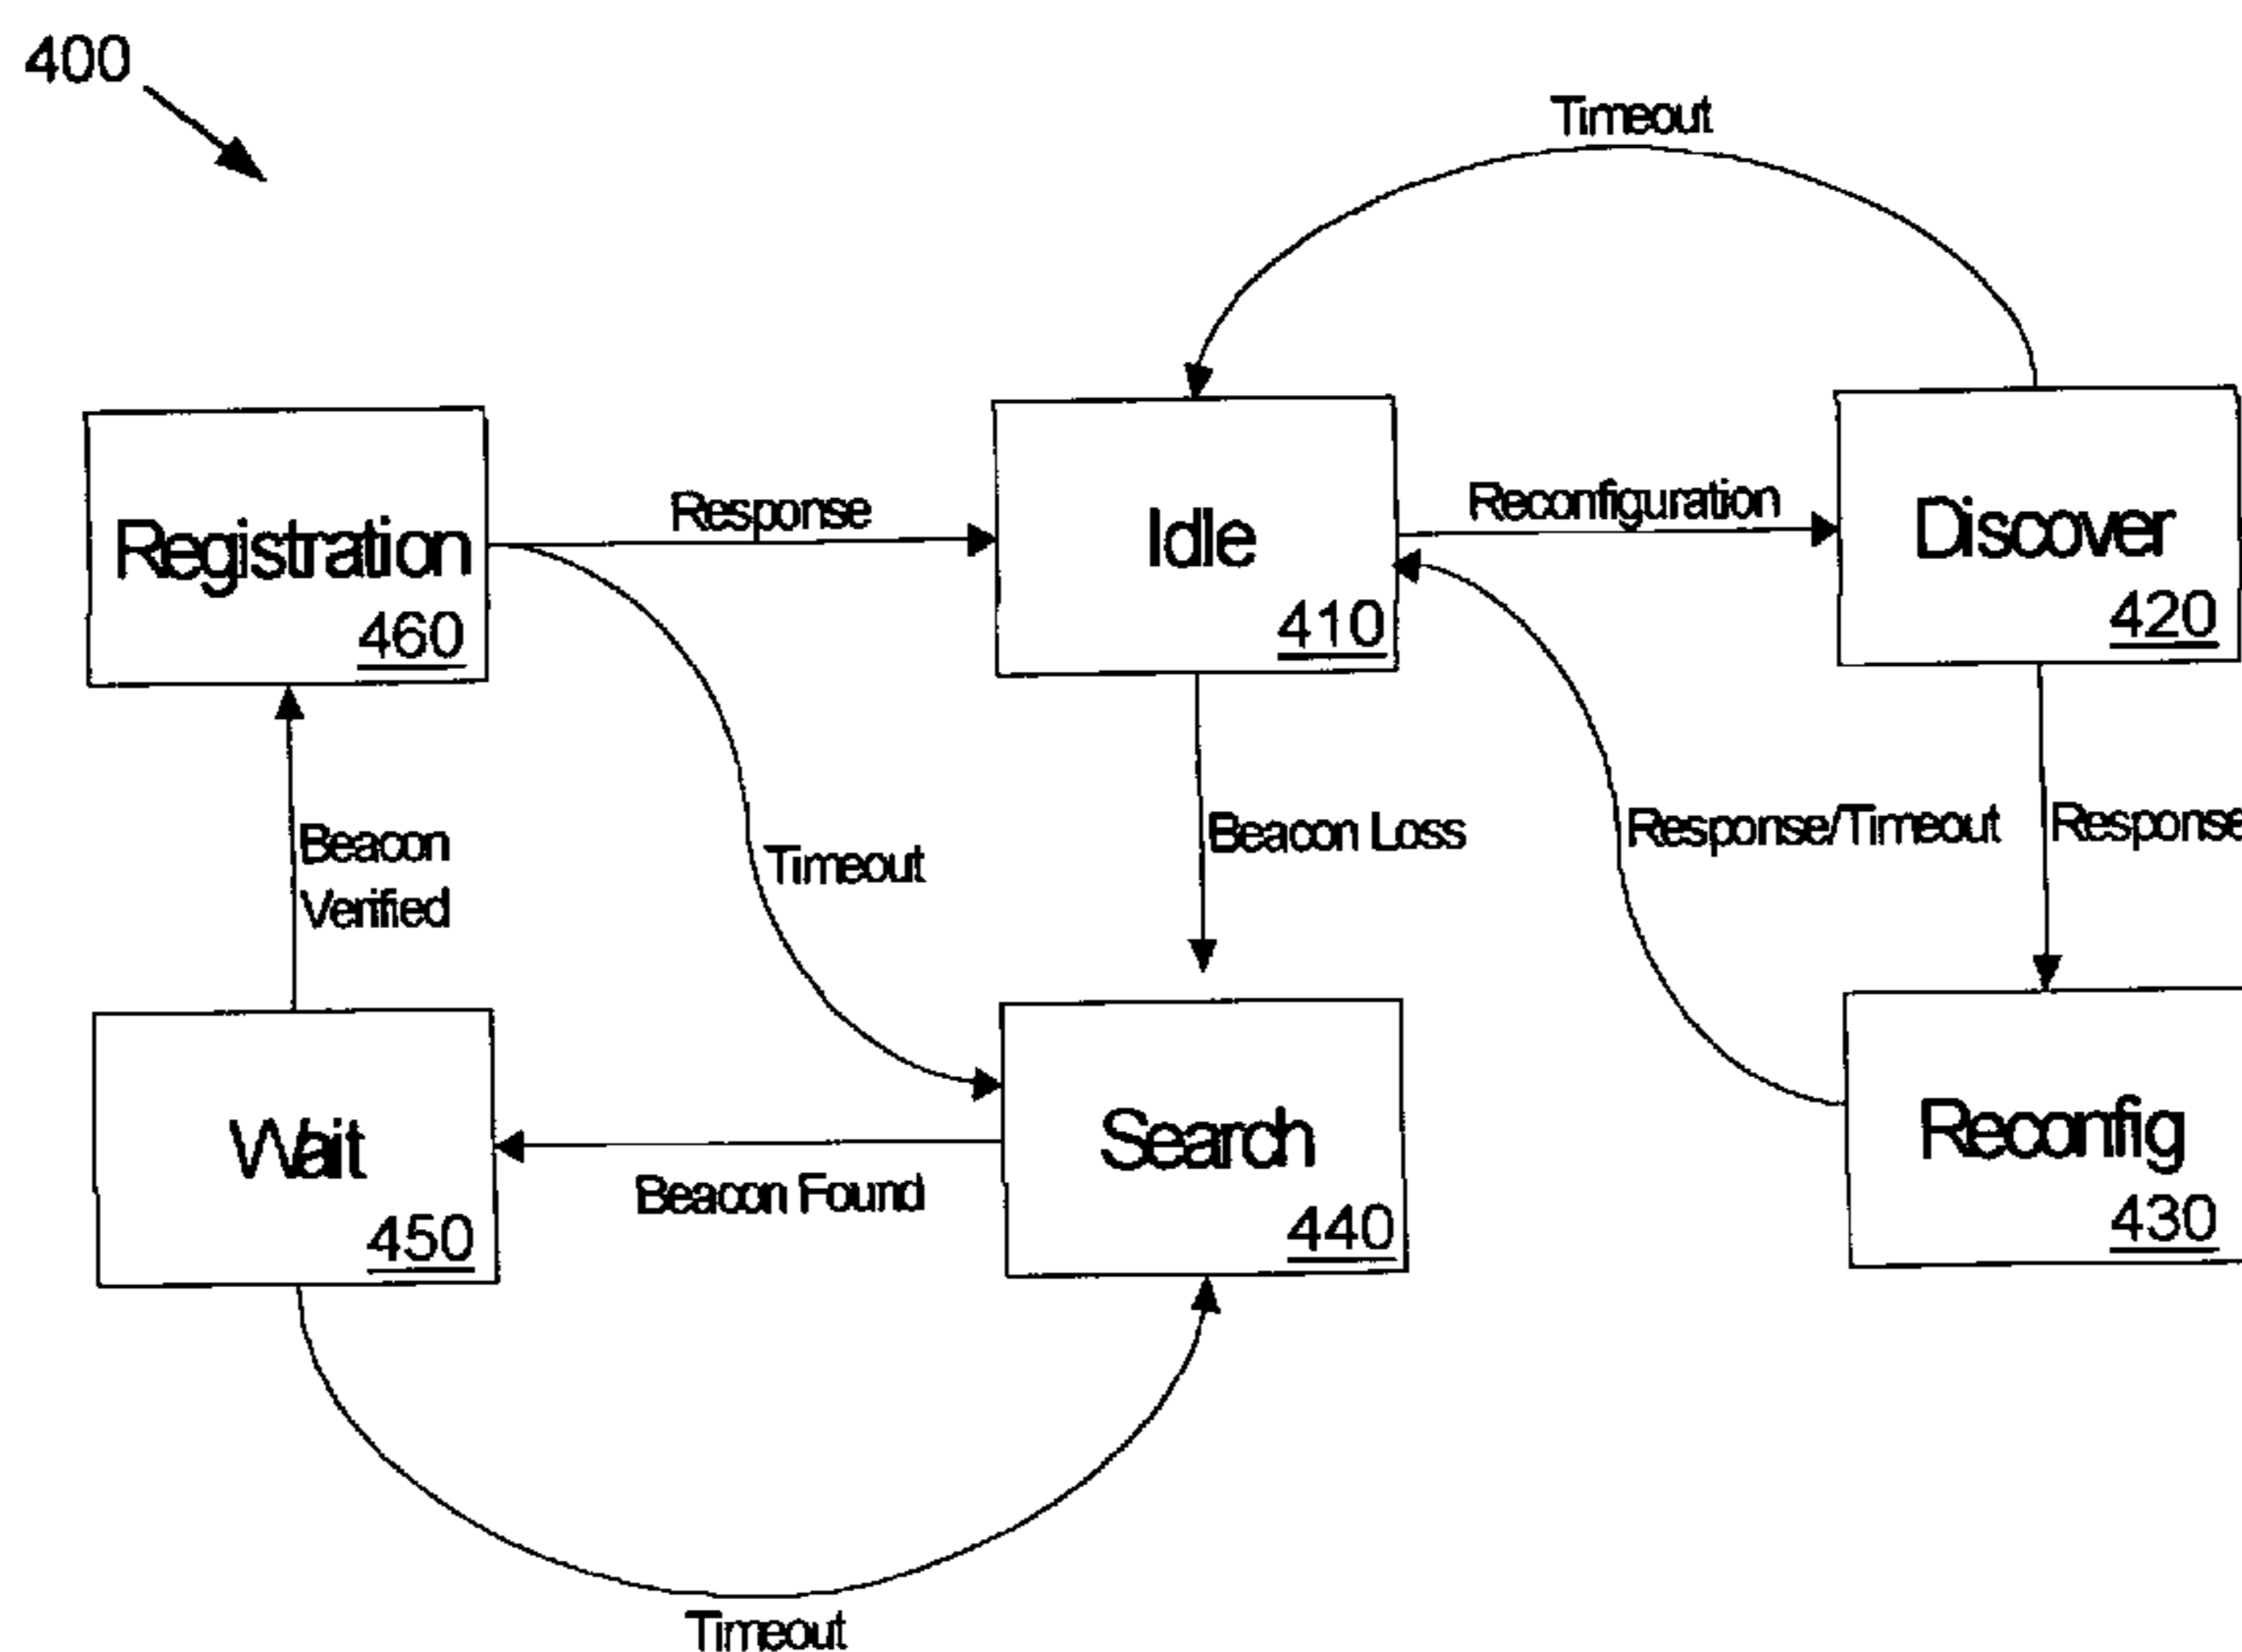 400
Timeout
Registration
460
Response
Idle
410
Reconfiguration
Discover
420
Beacon
Verified
Timeout
Beacon Loss
Response/Timeout
Response
Wait
450
Beacon Found
Search
440
Reconfig
430
Timeout